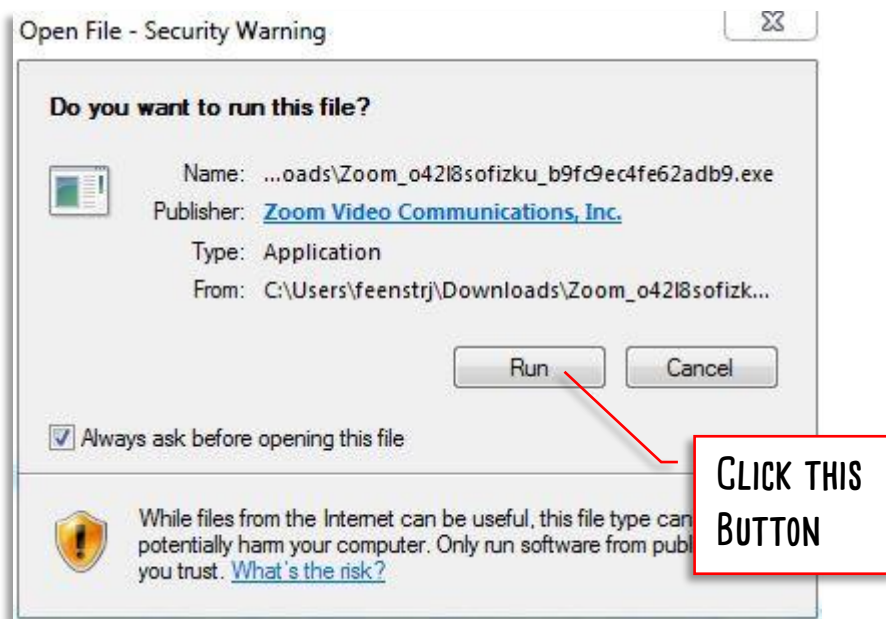 Open File - Security Warning
Do you want to run this file?
Name: ...oads\Zoom_o42l8sofizku_b9fc9ec4fe62adb9.exe
Publisher: Zoom Video Communications, Inc.
Type: Application
From: C:\Users\feenstrj\Downloads\Zoom_o42l8sofizk...
Run Cancel
Always ask before opening this file
CLICK THIS
BUTTON
While files from the Internet can be useful, this file type can
potentially harm your computer. Only run software from publ
you trust. What's the risk?